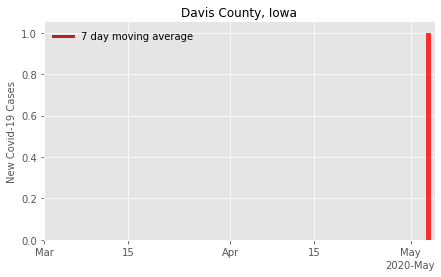 Davis County, Iowa
7 day moving average
New Covid-19 Cases
1.0
0.8
0.6
0.4
0.2
0.0
Mar 15 Apr 15 May
2020-May